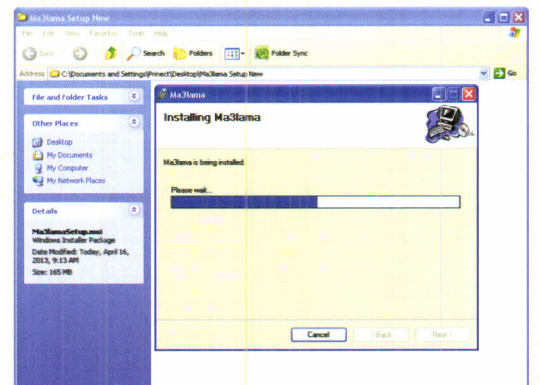 Ma3lama Setup New
File Edit View Favorites Tools Help
Back Search Folders Folder Sync
Address C:\Documents and Settings\Prinect\Desktop\Ma3lama Setup New Go
File and Folder Tasks
Other Places
Desktop
My Documents
My Computer
My Network Places
Details
Ma3lamaSetup.msi
Windows Installer Package
Date Modified: Today, April 16,
2013, 9:13 AM
Size: 165 MB
Ma3lama
Installing Ma3lama
Ma3lama is being installed.
Please wait...
Cancel < Back Next >